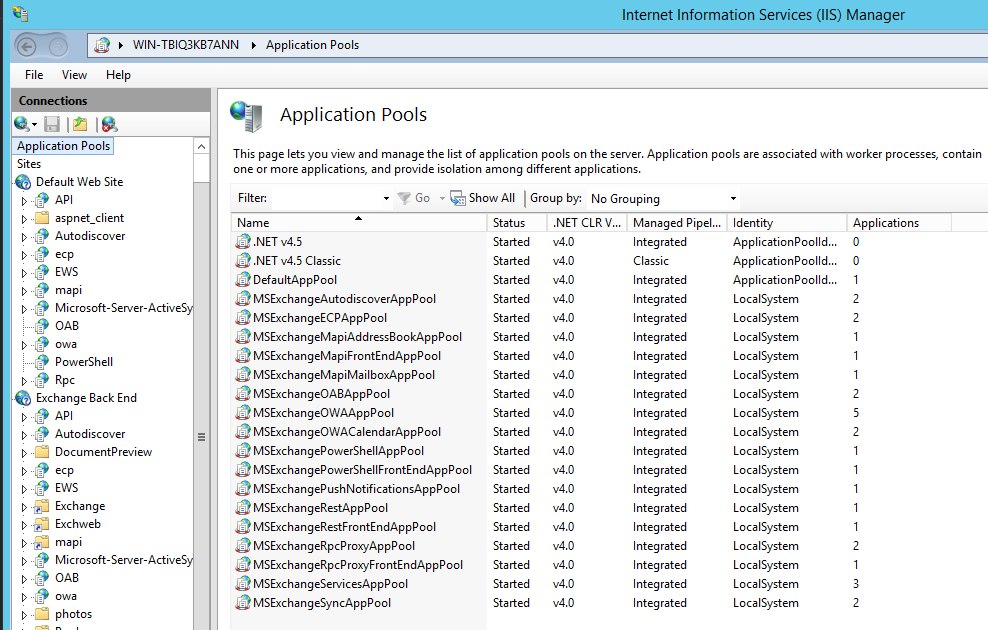 Internet Information Services (IIS) Manager
WIN-TBIQ3KB7ANN Application Pools
File View Help
Connections
Application Pools
Sites
Default Web Site
API
aspnet_client
Autodiscover
ecp
EWS
mapi
Microsoft-Server-ActiveSy
OAB
owa
PowerShell
Rpc
Exchange Back End
API
Autodiscover
DocumentPreview
ecp
EWS
Exchange
Exchweb
mapi
Microsoft-Server-ActiveSy
OAB
owa
photos
Application Pools
This page lets you view and manage the list of application pools on the server. Application pools are associated with worker processes, contain
one or more applications, and provide isolation among different applications.
Filter: Go Show All Group by: No Grouping
Name Status .NET CLR V... Managed Pipel... Identity Applications
.NET v4.5 Started v4.0 Integrated ApplicationPoolId... 0
.NET v4.5 Classic Started v4.0 Classic ApplicationPoolId... 0
DefaultAppPool Started v4.0 Integrated ApplicationPoolId... 1
MSExchangeAutodiscoverAppPool Started v4.0 Integrated LocalSystem 2
MSExchangeECPAppPool Started v4.0 Integrated LocalSystem 2
MSExchangeMapiAddressBookAppPool Started v4.0 Integrated LocalSystem 1
MSExchangeMapiFrontEndAppPool Started v4.0 Integrated LocalSystem 1
MSExchangeMapiMailboxAppPool Started v4.0 Integrated LocalSystem 1
MSExchangeOABAppPool Started v4.0 Integrated LocalSystem 2
MSExchangeOWAAppPool Started v4.0 Integrated LocalSystem 5
MSExchangeOWACalendarAppPool Started v4.0 Integrated LocalSystem 2
MSExchangePowerShellAppPool Started v4.0 Integrated LocalSystem 1
MSExchangePowerShellFrontEndAppPool Started v4.0 Integrated LocalSystem 1
MSExchangePushNotificationsAppPool Started v4.0 Integrated LocalSystem 1
MSExchangeRestAppPool Started v4.0 Integrated LocalSystem 1
MSExchangeRestFrontEndAppPool Started v4.0 Integrated LocalSystem 1
MSExchangeRpcProxyAppPool Started v4.0 Integrated LocalSystem 2
MSExchangeRpcProxyFrontEndAppPool Started v4.0 Integrated LocalSystem 1
MSExchangeServicesAppPool Started v4.0 Integrated LocalSystem 3
MSExchangeSyncAppPool Started v4.0 Integrated LocalSystem 2